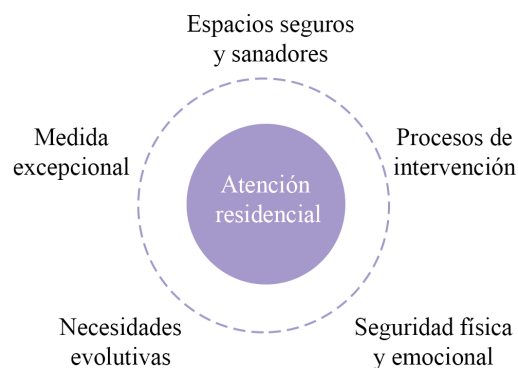 Espacios seguros
y sanadores
Medida
excepcional
Procesos de
intervención
Atención
residencial
Necesidades
evolutivas
Seguridad física
y emocional